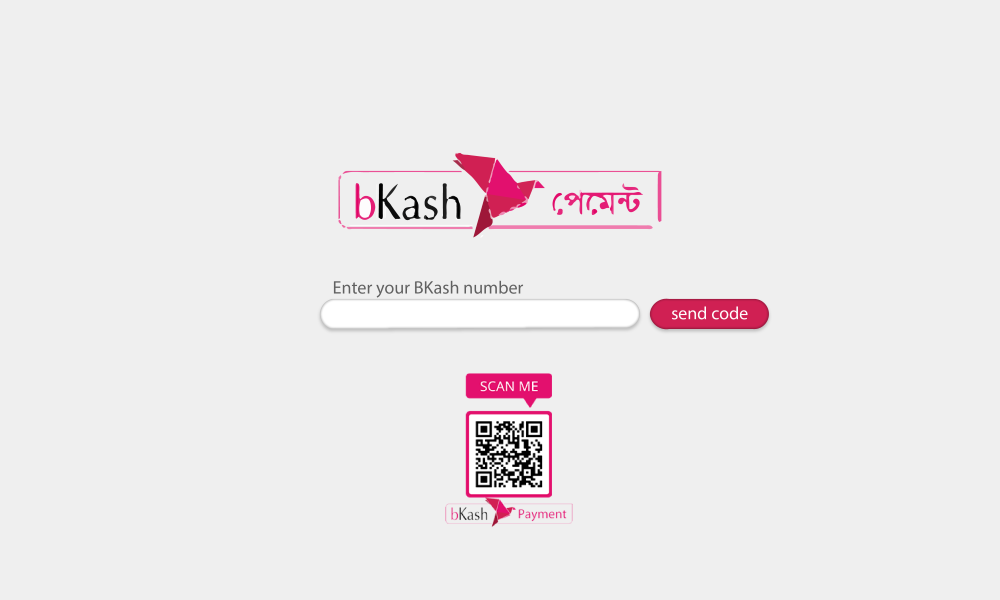 bKash পেমেন্ট
Enter your BKash number
send code
SCAN ME
bKash Payment